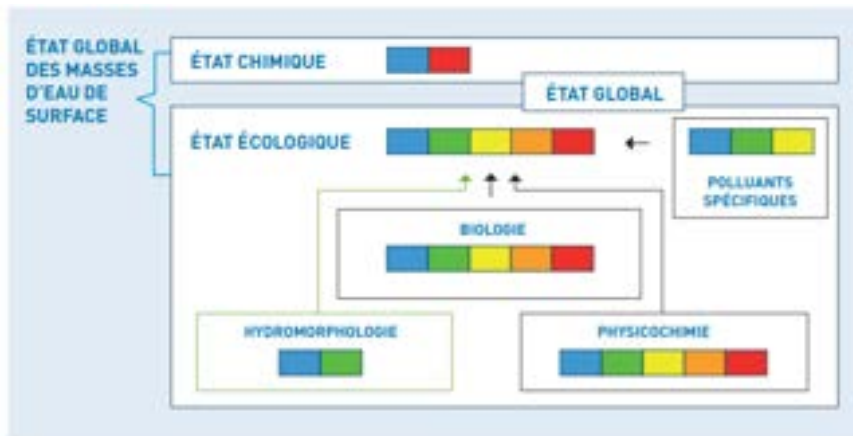 ÉTAT GLOBAL
DES MASSES
D'EAU DE
SURFACE
ÉTAT CHIMIQUE
ÉTAT GLOBAL
ÉTAT ÉCOLOGIQUE
POLLUANTS
SPÉCIFIQUES
BIOLOGIE
HYDROMORPHOLOGIE
PHYSICOCHIMIE